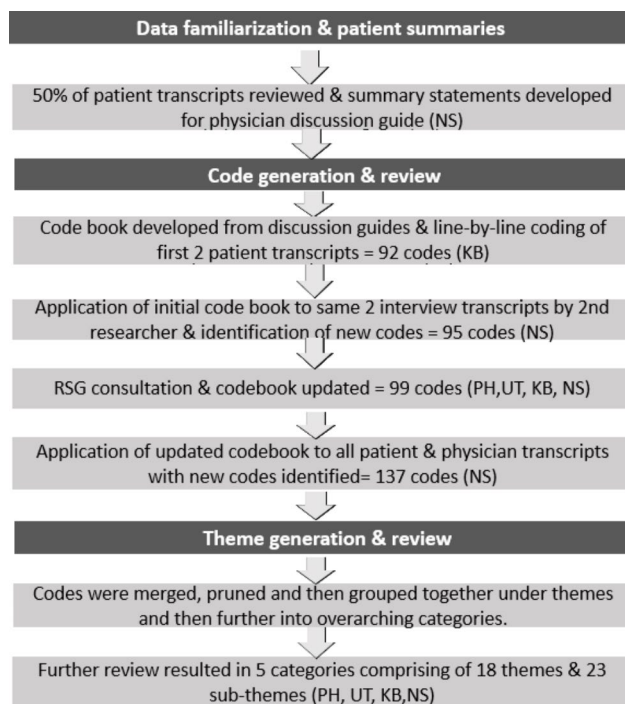 Data familiarization & patient summaries
50% of patient transcripts reviewed & summary statements developed
for physician discussion guide (NS)
Code generation & review
Code book developed from discussion guides & line-by-line coding of
first 2 patient transcripts = 92 codes (KB)
Application of initial code book to same 2 interview transcripts by 2nd
researcher & identification of new codes = 95 codes (NS)
RSG consultation & codebook updated = 99 codes (PH,UT, KB, NS)
Application of updated codebook to all patient & physician transcripts
with new codes identified= 137 codes (NS)
Theme generation & review
Codes were merged, pruned and then grouped together under themes
and then further into overarching categories.
Further review resulted in 5 categories comprising of 18 themes & 23
sub-themes (PH, UT, KB,NS)